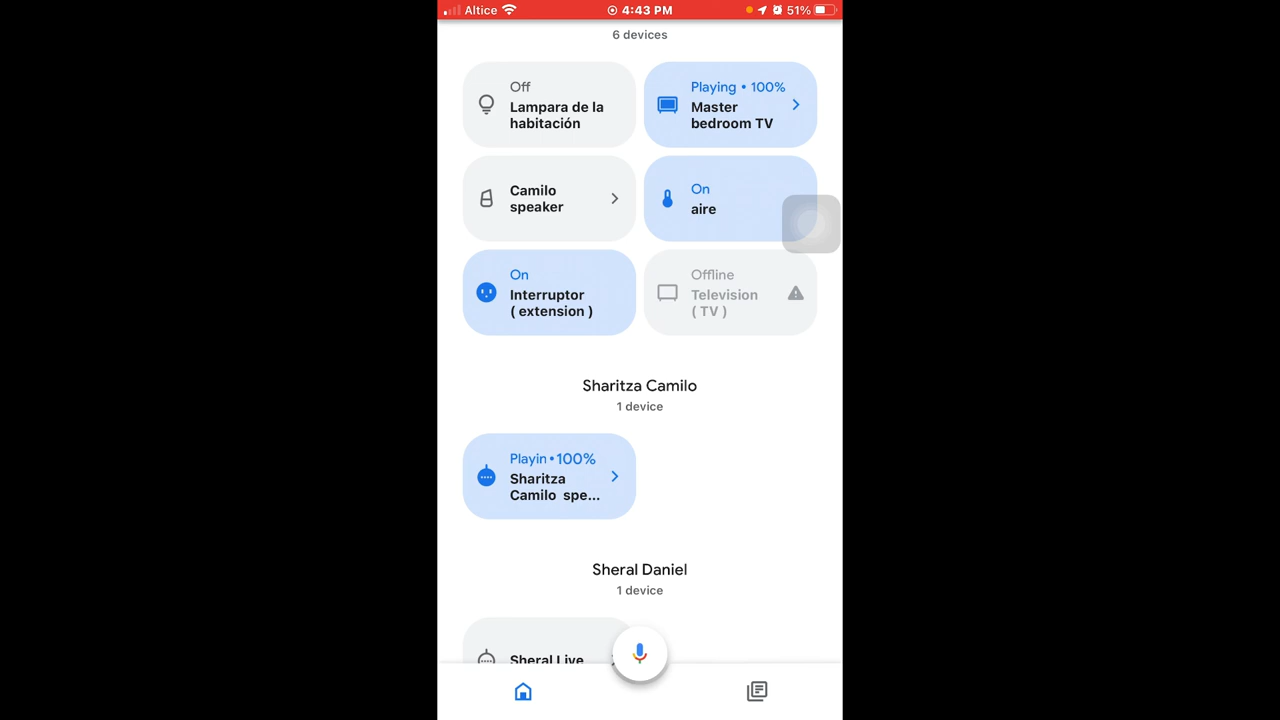 Altice 4:43 PM 51%
6 devices
Off
Lampara de la
habitación
Playing • 100%
Master
bedroom TV
Camilo
speaker
On
aire
On
Interruptor
( extension )
Offline
Television
( TV )
Sharitza Camilo
1 device
Playin • 100%
Sharitza
Camilo spe...
Sheral Daniel
1 device
Sheral Live